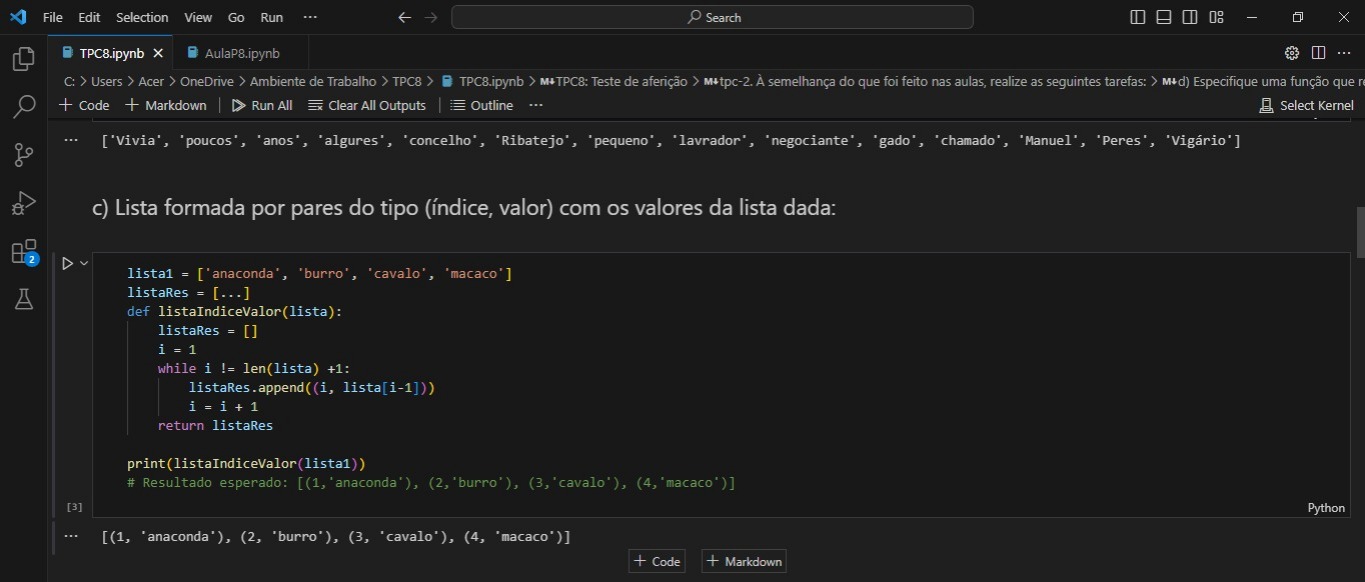 File Edit Selection View Go Run ··· Search
TPC8.ipynb AulaP8.ipynb
C: > Users > Acer > OneDrive > Ambiente de Trabalho > TPC8 > TPC8.ipynb > M↓TPC8: Teste de aferição > M↓tpc-2. À semelhança do que foi feito nas aulas, realize as seguintes tarefas: > M↓d) Especifique uma função que
+ Code + Markdown Run All Clear All Outputs Outline ··· Select Kernel
['Vivia', 'poucos', 'anos', 'algures', 'concelho', 'Ribatejo', 'pequeno', 'lavrador', 'negociante', 'gado', 'chamado', 'Manuel', 'Peres', 'Vigário']
c) Lista formada por pares do tipo (índice, valor) com os valores da lista dada:
lista1 = ['anaconda', 'burro', 'cavalo', 'macaco']
listaRes = [...]
def listaIndiceValor(lista):
listaRes = []
i = 1
while i != len(lista) +1:
listaRes.append((i, lista[i-1]))
i = i + 1
return listaRes
print(listaIndiceValor(lista1))
# Resultado esperado: [(1,'anaconda'), (2,'burro'), (3,'cavalo'), (4,'macaco')]
[3] Python
[(1, 'anaconda'), (2, 'burro'), (3, 'cavalo'), (4, 'macaco')]
+ Code + Markdown
2